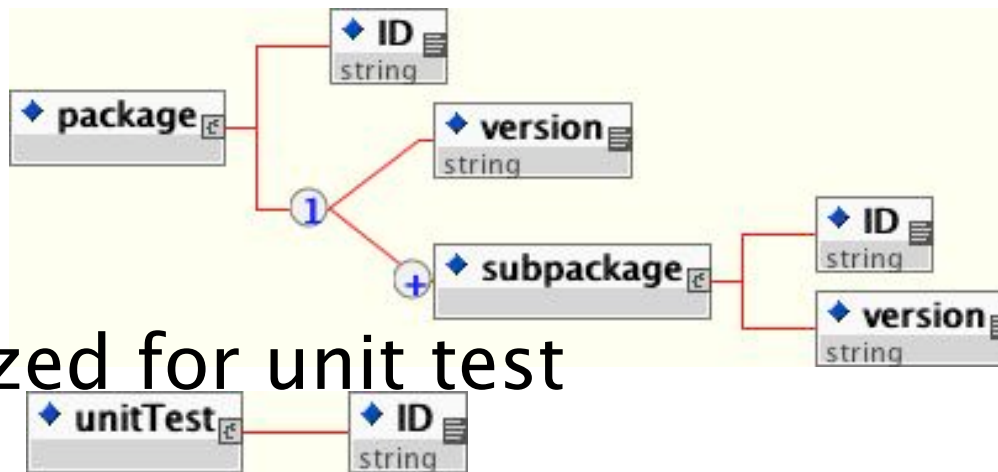 ID
string
package
version
string
1
+
subpackage
ID
string
version
string
zed for unit test
unitTest
ID
string